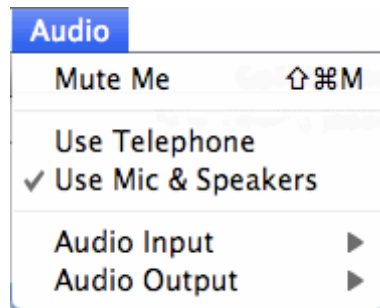 Audio
Mute Me ⇧⌘M
Use Telephone
✓ Use Mic & Speakers
Audio Input ▶
Audio Output ▶